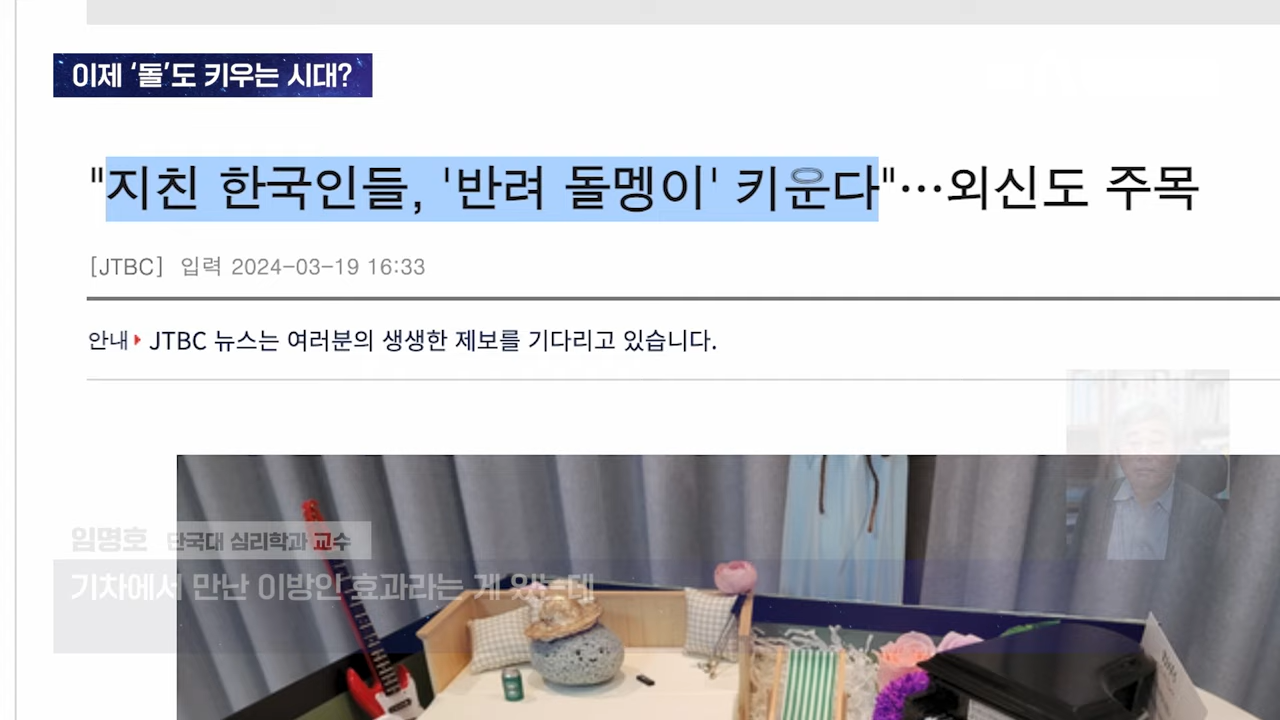 이제 ‘돌’도 키우는 시대?
"지친 한국인들, '반려 돌멩이' 키운다"…외신도 주목
[JTBC] 입력 2024-03-19 16:33
안내 JTBC 뉴스는 여러분의 생생한 제보를 기다리고 있습니다.
임명호 단국대 심리학과 교수
기차에서 만난 이방인 효과라는 게 있는데